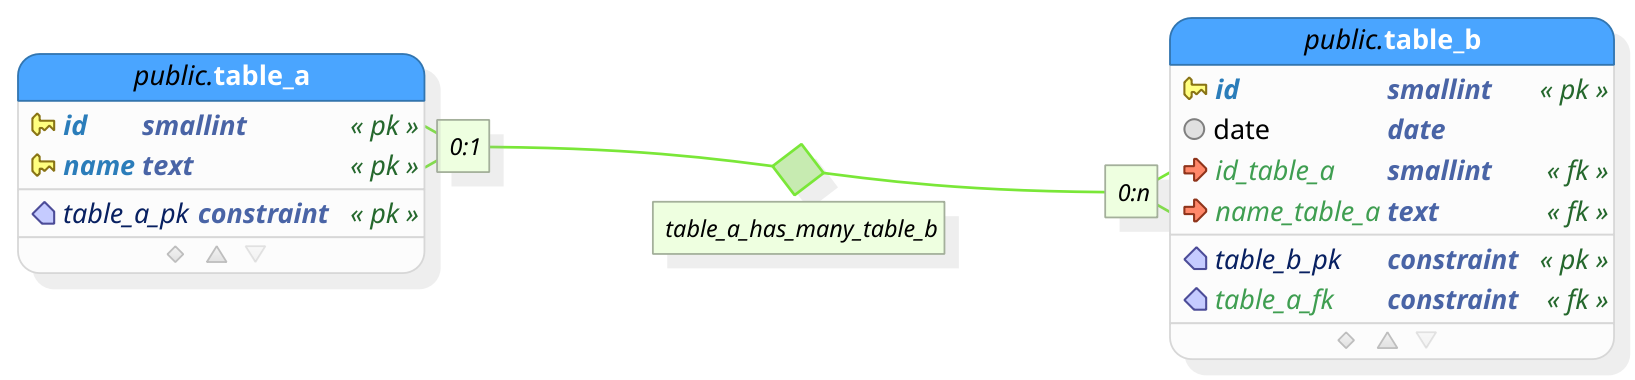 public.table_a
id smallint « pk »
name text « pk »
table_a_pk constraint « pk »
0:1
table_a_has_many_table_b
0:n
public.table_b
id smallint « pk »
date date
id_table_a smallint « fk »
name_table_a text « fk »
table_b_pk constraint « pk »
table_a_fk constraint « fk »